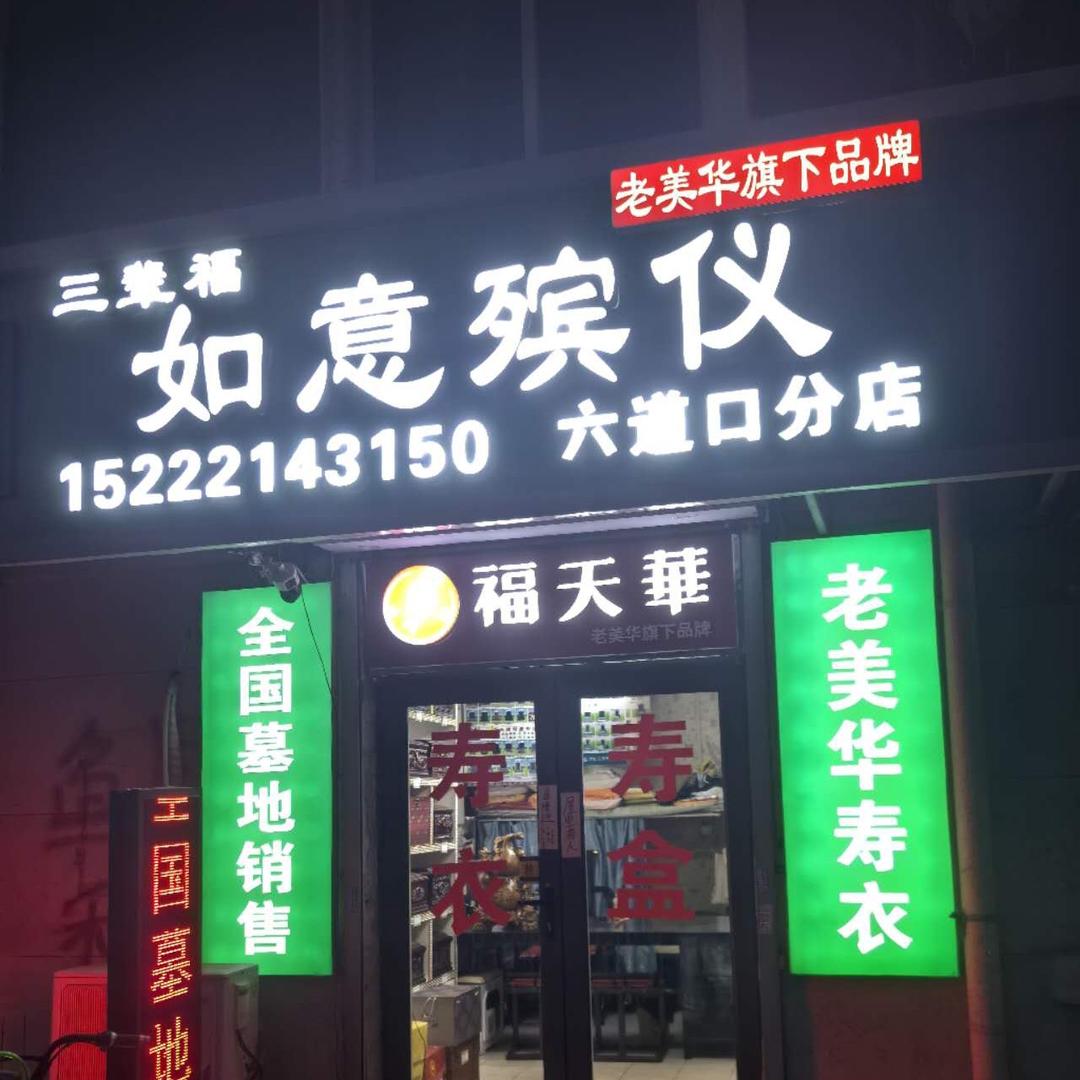 老美华旗下品牌
三辈福
如意殡仪
15222143150 六道口分店
福天華
老美华旗下品牌
全国墓地销售
老美华寿衣
寿衣
寿盒
国墓地